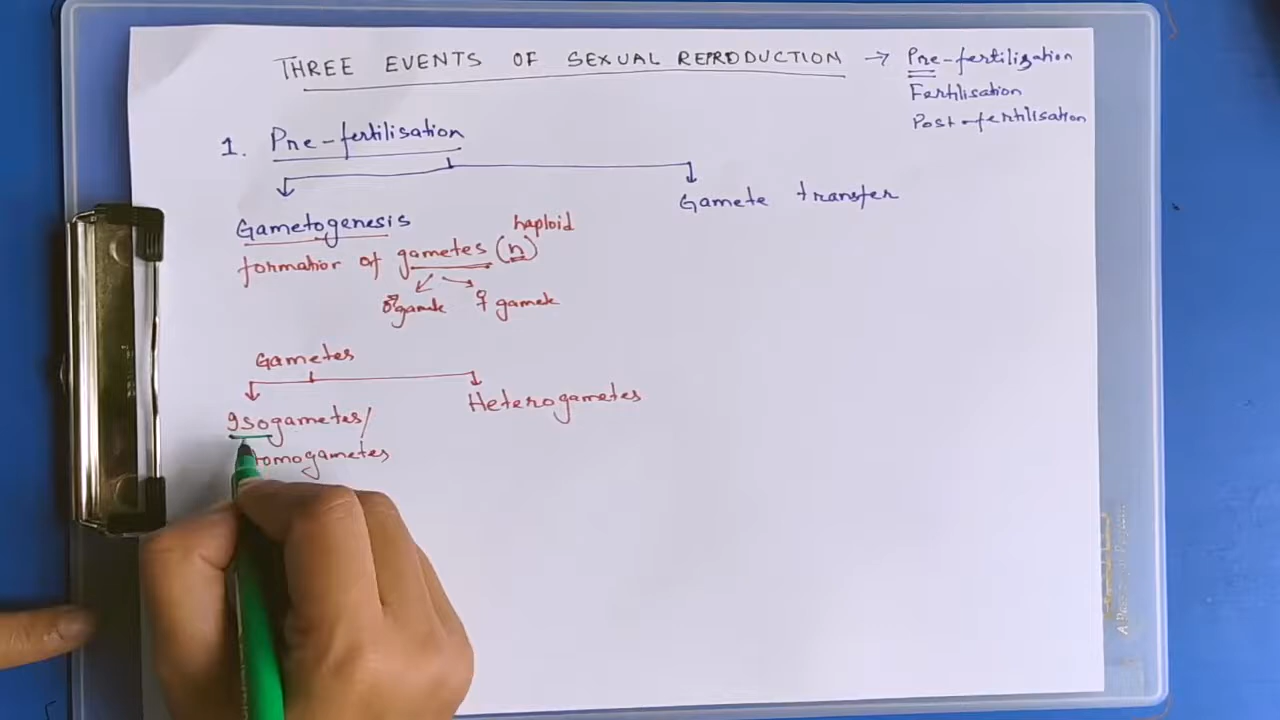 THREE EVENTS OF SEXUAL REPRODUCTION → Pre-fertilization
Fertilisation
Post-fertilisation
1. Pre-fertilisation
Gametogenesis
Gamete transfer
haploid
formation of gametes (n)
♂ gamete ♀ gamete
Gametes
Isogametes/
Homogametes
Heterogametes